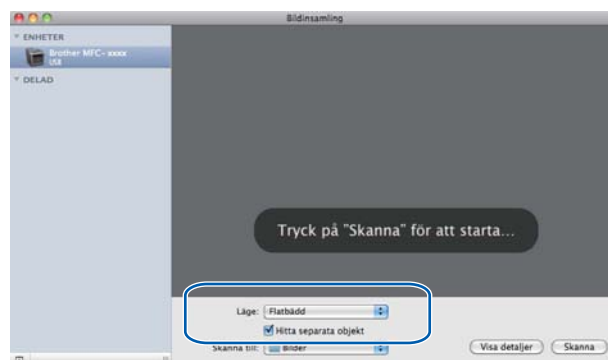 Bildinsamling
ENHETER
Brother MFC- xxxx
USB
DELAD
Tryck på "Skanna" för att starta...
Läge: Flatbädd
Hitta separata objekt
Skanna till: Bilder
Visa detaljer Skanna